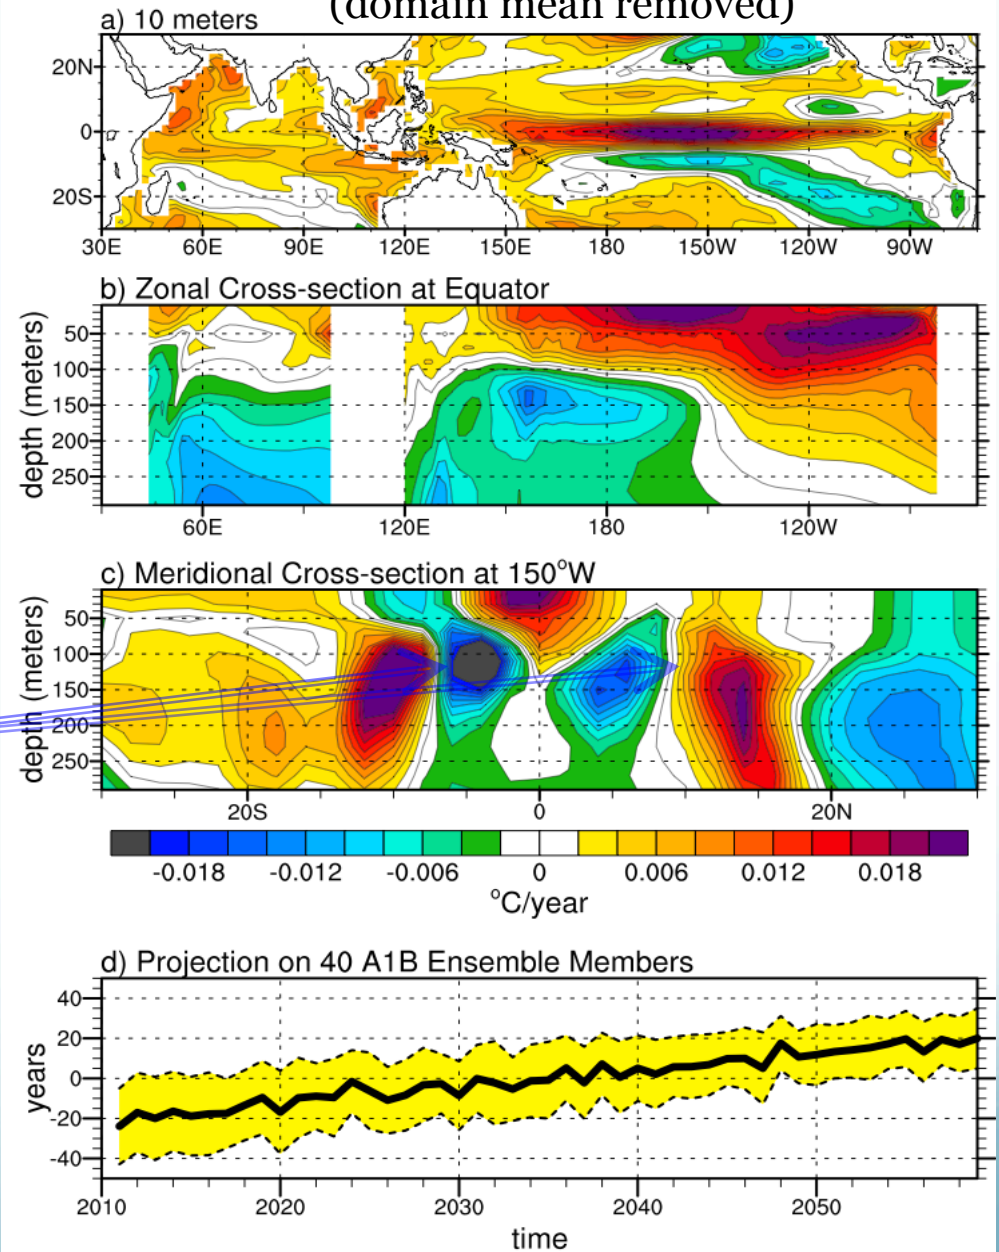 (domain mean removed)
a) 10 meters
20N
0
20S
30E 60E 90E 120E 150E 180 150W 120W 90W
b) Zonal Cross-section at Equator
depth (meters)
50
100
150
200
250
60E 120E 180 120W
c) Meridional Cross-section at 150°W
depth (meters)
50
100
150
200
250
20S 0 20N
-0.018 -0.012 -0.006 0 0.006 0.012 0.018
°C/year
d) Projection on 40 A1B Ensemble Members
years
40
20
0
-20
-40
2010 2020 2030 2040 2050
time